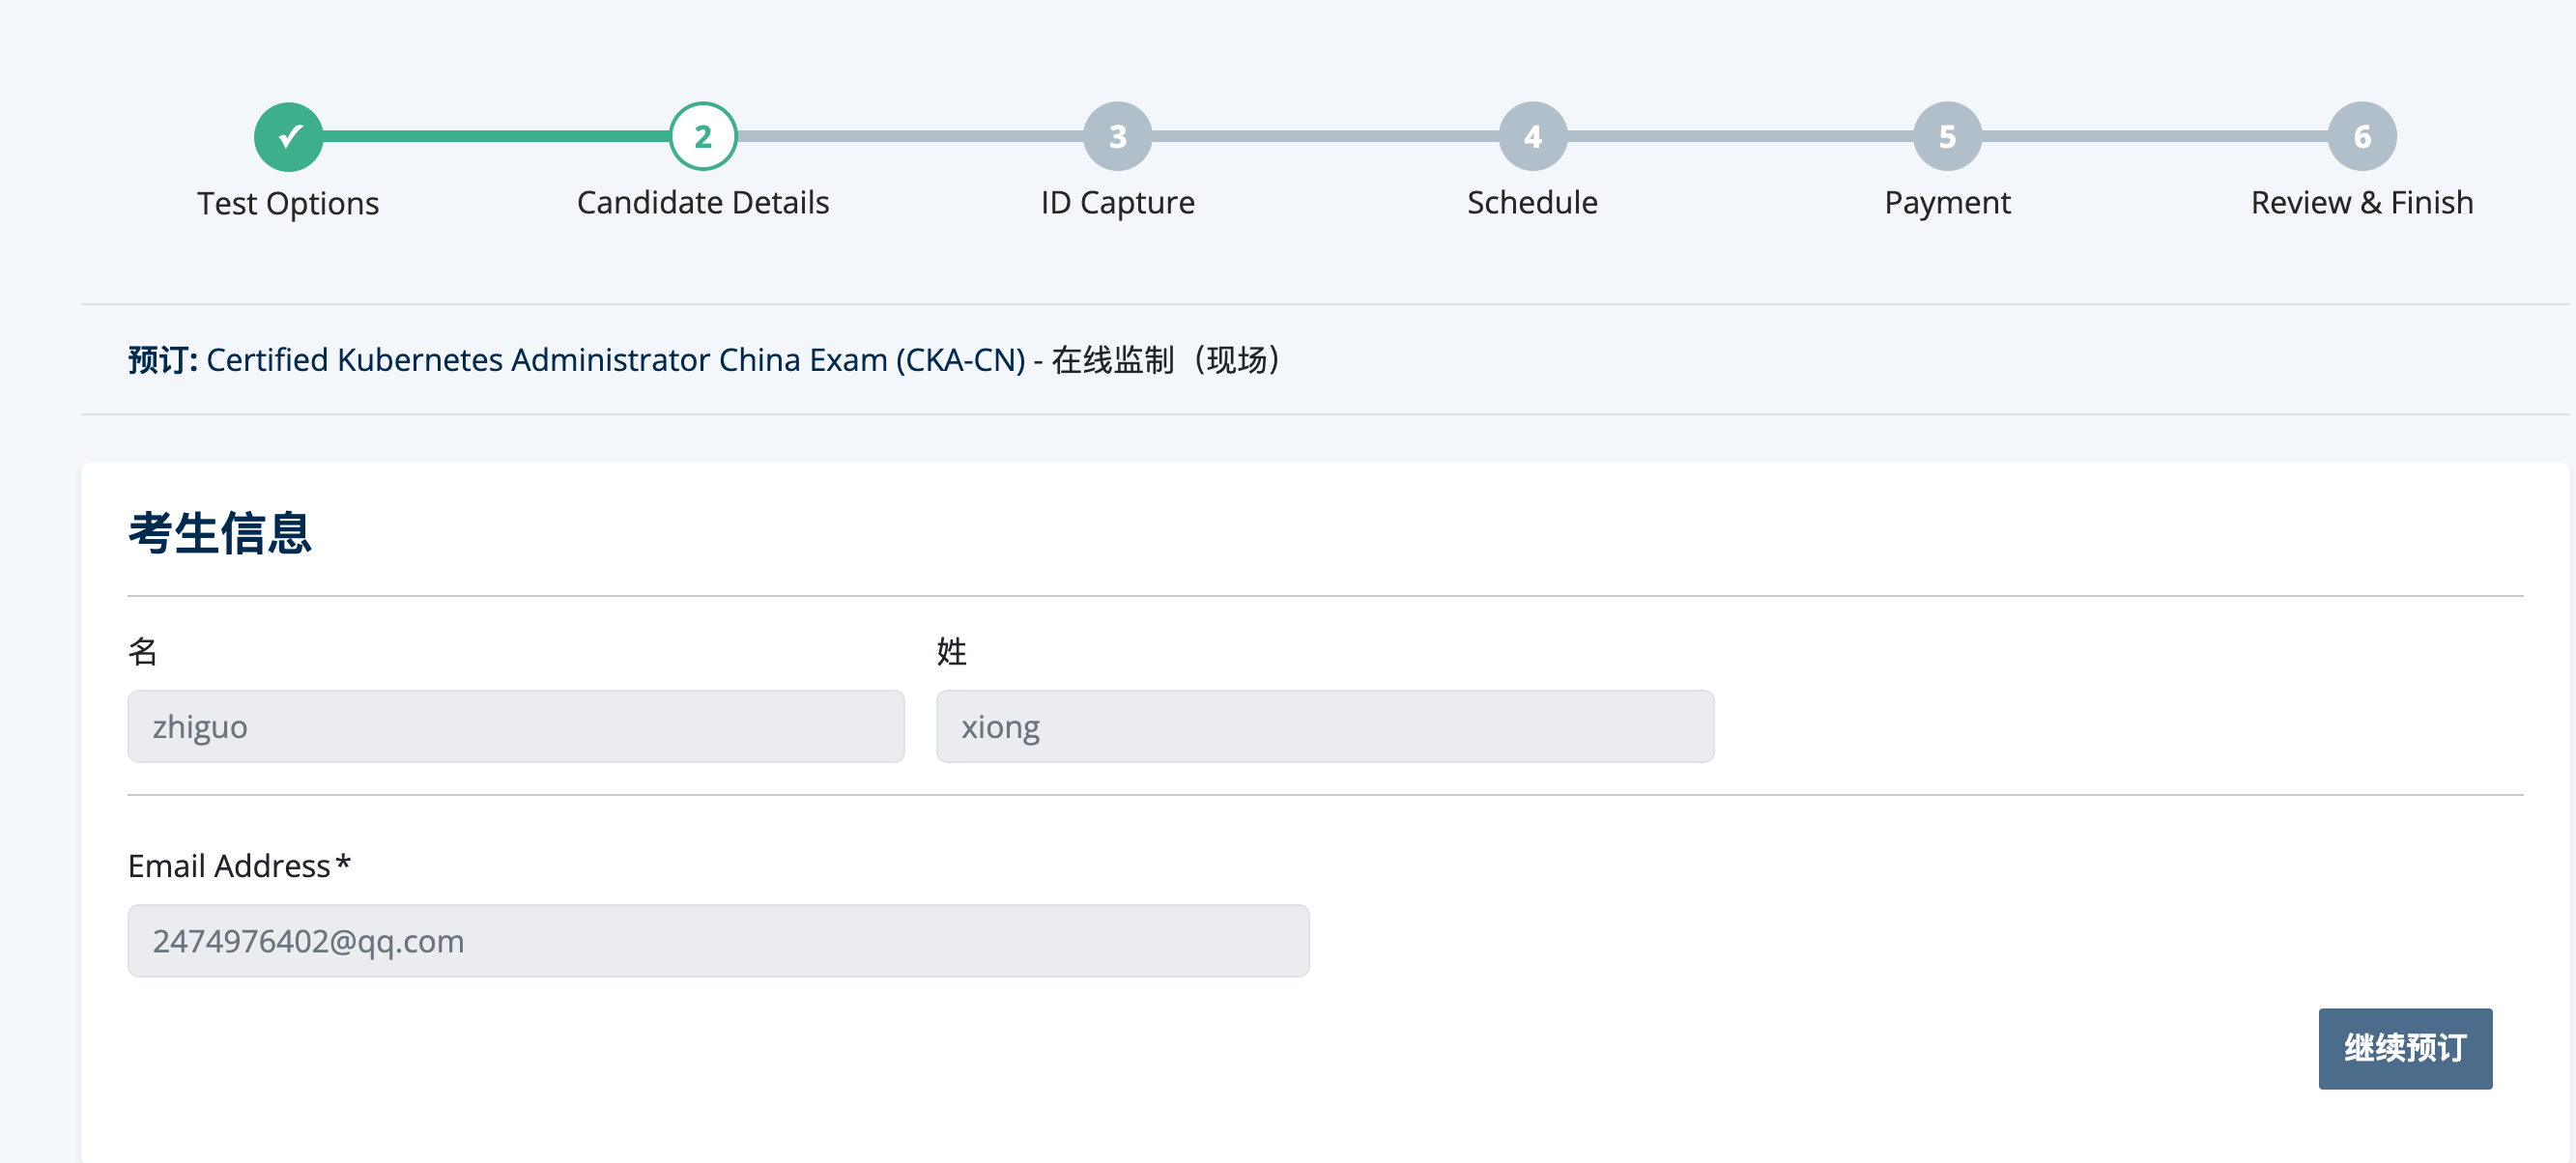 2 3 4 5 6
Test Options Candidate Details ID Capture Schedule Payment Review & Finish
预订: Certified Kubernetes Administrator China Exam (CKA-CN) - 在线监制（现场）
考生信息
名 姓
zhiguo xiong
Email Address*
2474976402@qq.com
继续预订